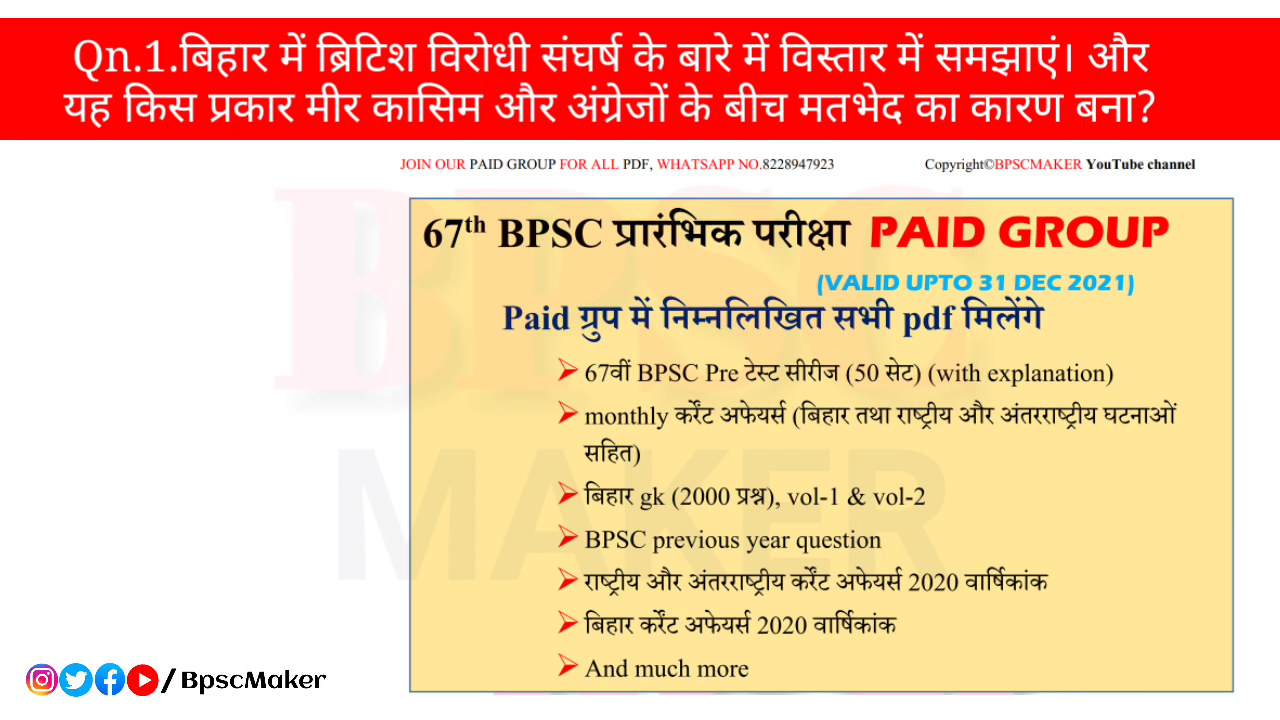 Qn.1.बिहार में ब्रिटिश विरोधी संघर्ष के बारे में विस्तार में समझाएं। और
यह किस प्रकार मीर कासिम और अंग्रेजों के बीच मतभेद का कारण बना?
JOIN OUR PAID GROUP FOR ALL PDF, WHATSAPP NO.8228947923 Copyright©BPSCMAKER YouTube channel
67th BPSC प्रारंभिक परीक्षा PAID GROUP
(VALID UPTO 31 DEC 2021)
Paid ग्रुप में निम्नलिखित सभी pdf मिलेंगे
67वीं BPSC Pre टेस्ट सीरीज (50 सेट) (with explanation)
monthly करेंट अफेयर्स (बिहार तथा राष्ट्रीय और अंतरराष्ट्रीय घटनाओं
सहित)
बिहार gk (2000 प्रश्न), vol-1 & vol-2
BPSC previous year question
राष्ट्रीय और अंतरराष्ट्रीय करेंट अफेयर्स 2020 वार्षिकांक
बिहार करेंट अफेयर्स 2020 वार्षिकांक
And much more
/BpscMaker
BPSC
MAKER